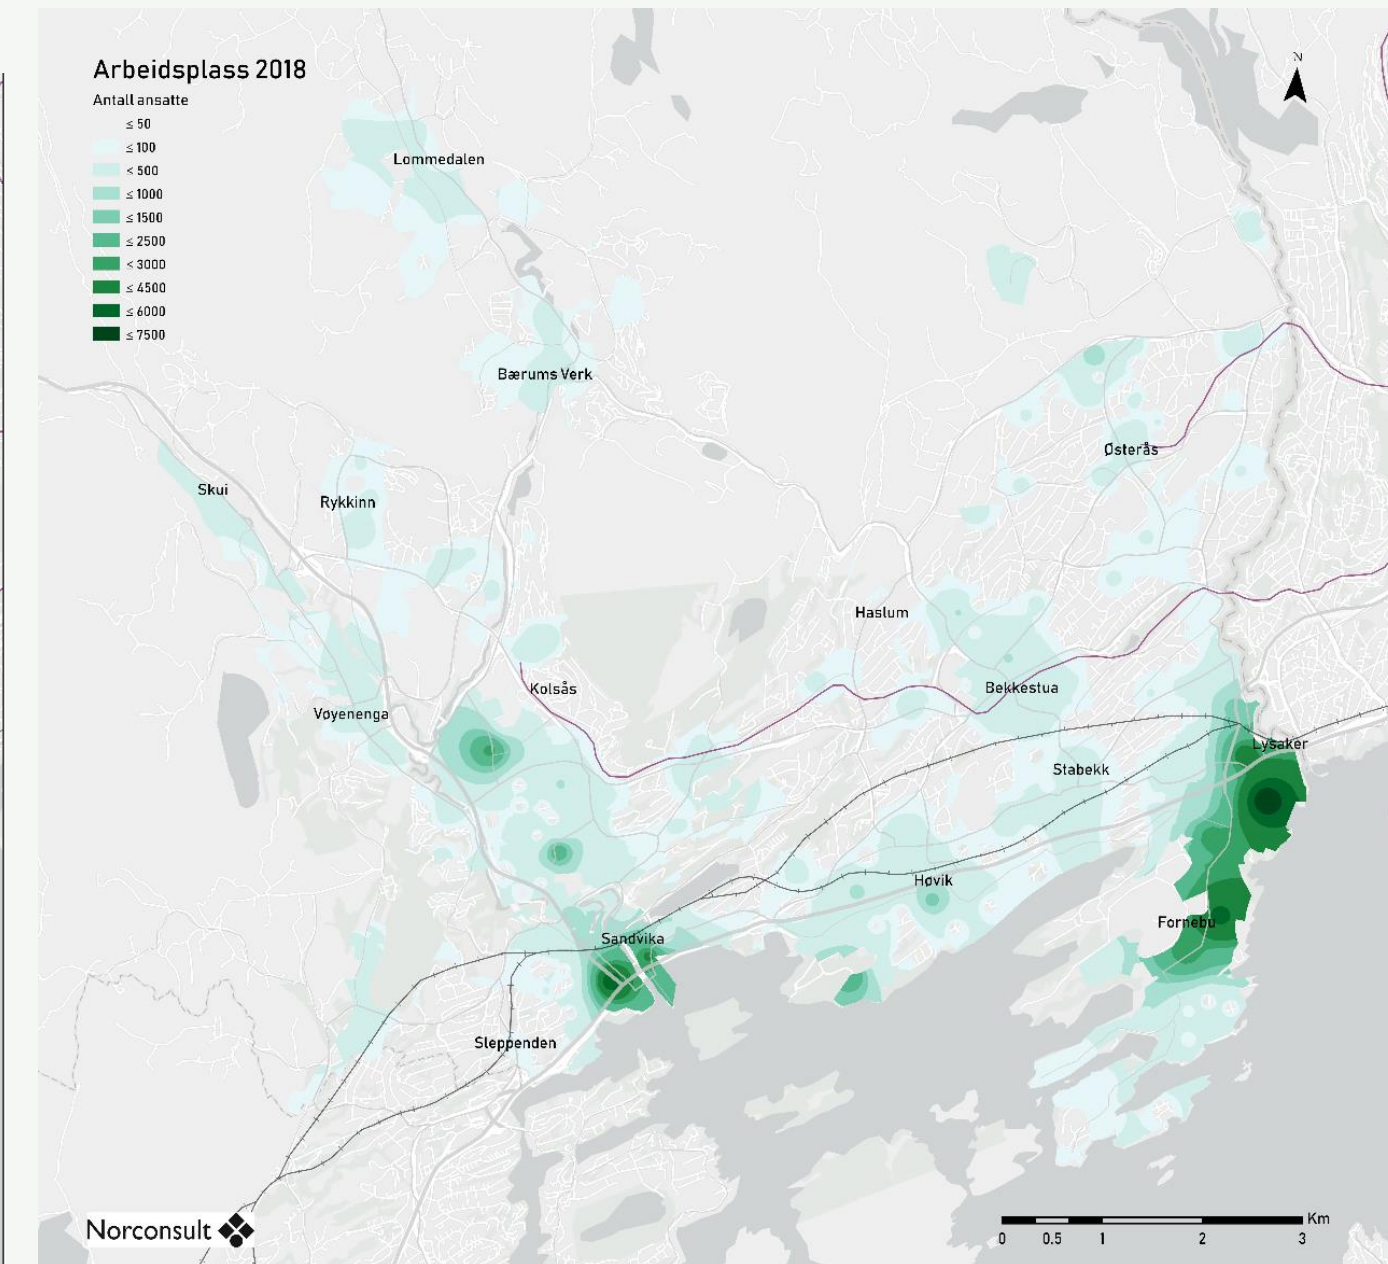 Arbeidsplass 2018
Antall ansatte
≤ 50
≤ 100
< 500
≤ 1000
≤ 1500
≤ 2500
< 3000
≤ 4500
≤ 6000
≤ 7500
N
Lommedalen
Bærums Verk
Østerås
Skui
Rykkinn
Haslum
Kolsås
Bekkestua
Vøyenenga
Lysaker
Stabekk
Høvik
Fornebu
Sandvika
Slependen
Norconsult
Km
0 0.5 1 2 3